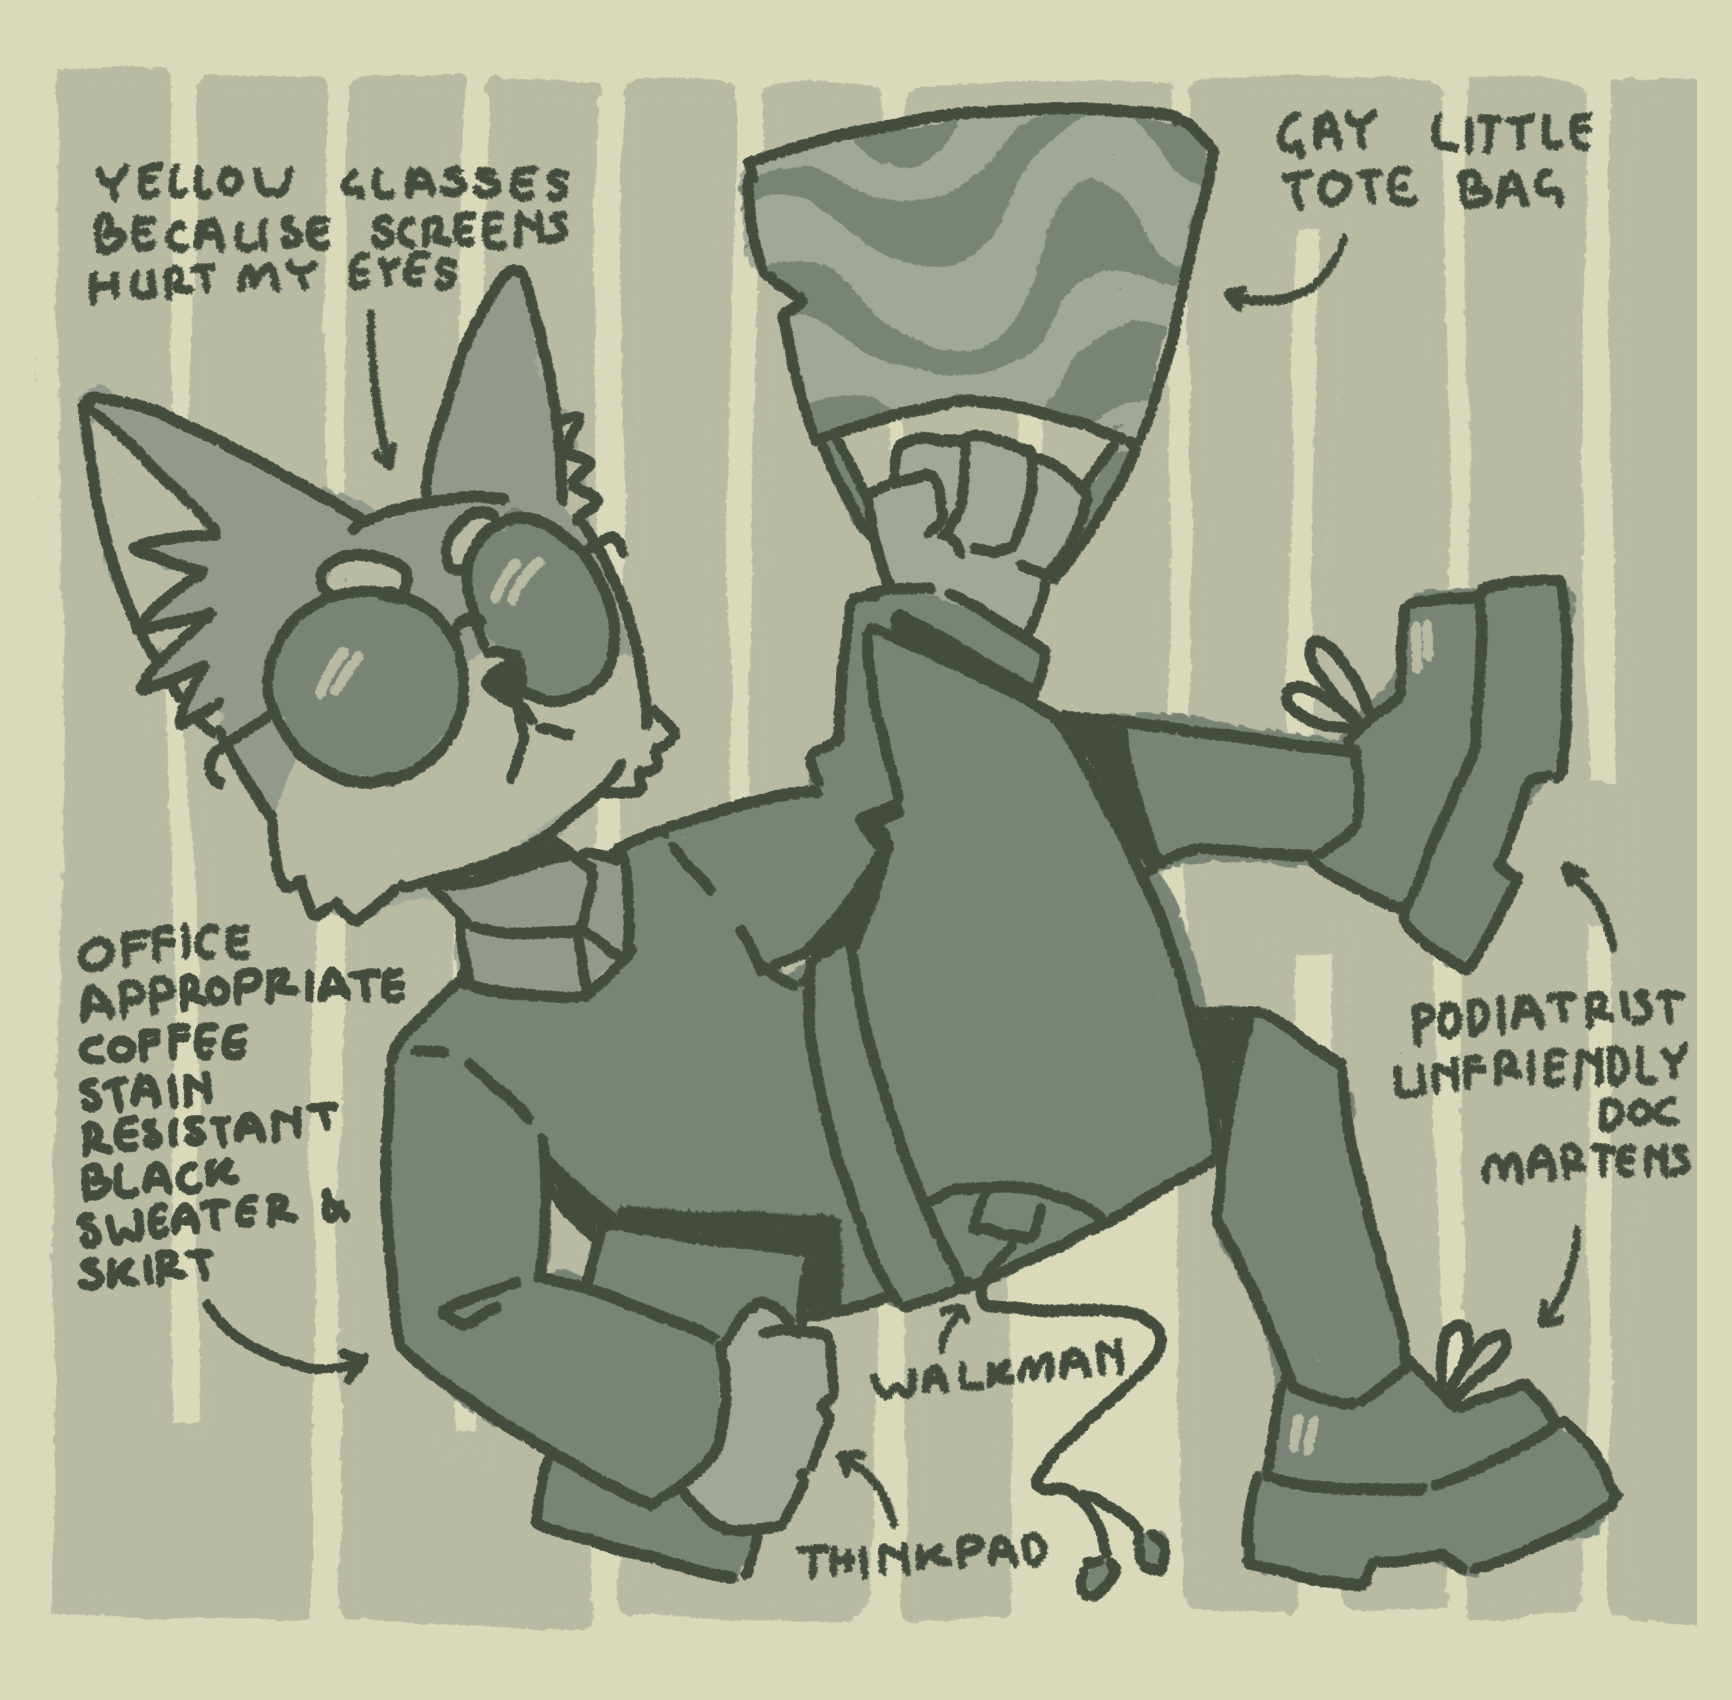 YELLOW GLASSES
BECAUSE SCREENS
HURT MY EYES
GAY LITTLE
TOTE BAG
OFFICE
APPROPRIATE
COFFEE
STAIN
RESISTANT
BLACK
SWEATER &
SKIRT
PODIATRIST
UNFRIENDLY
DOC
MARTENS
WALKMAN
THINKPAD